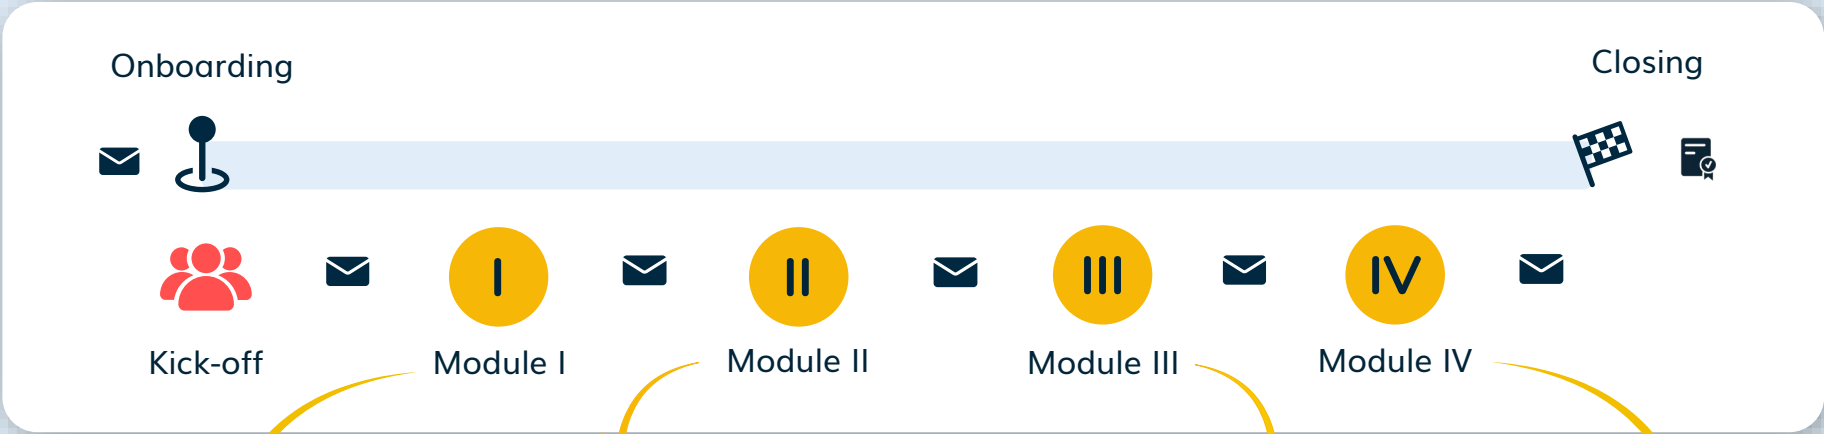 Onboarding
Closing
I
II
III
IV
Kick-off
Module I
Module II
Module III
Module IV